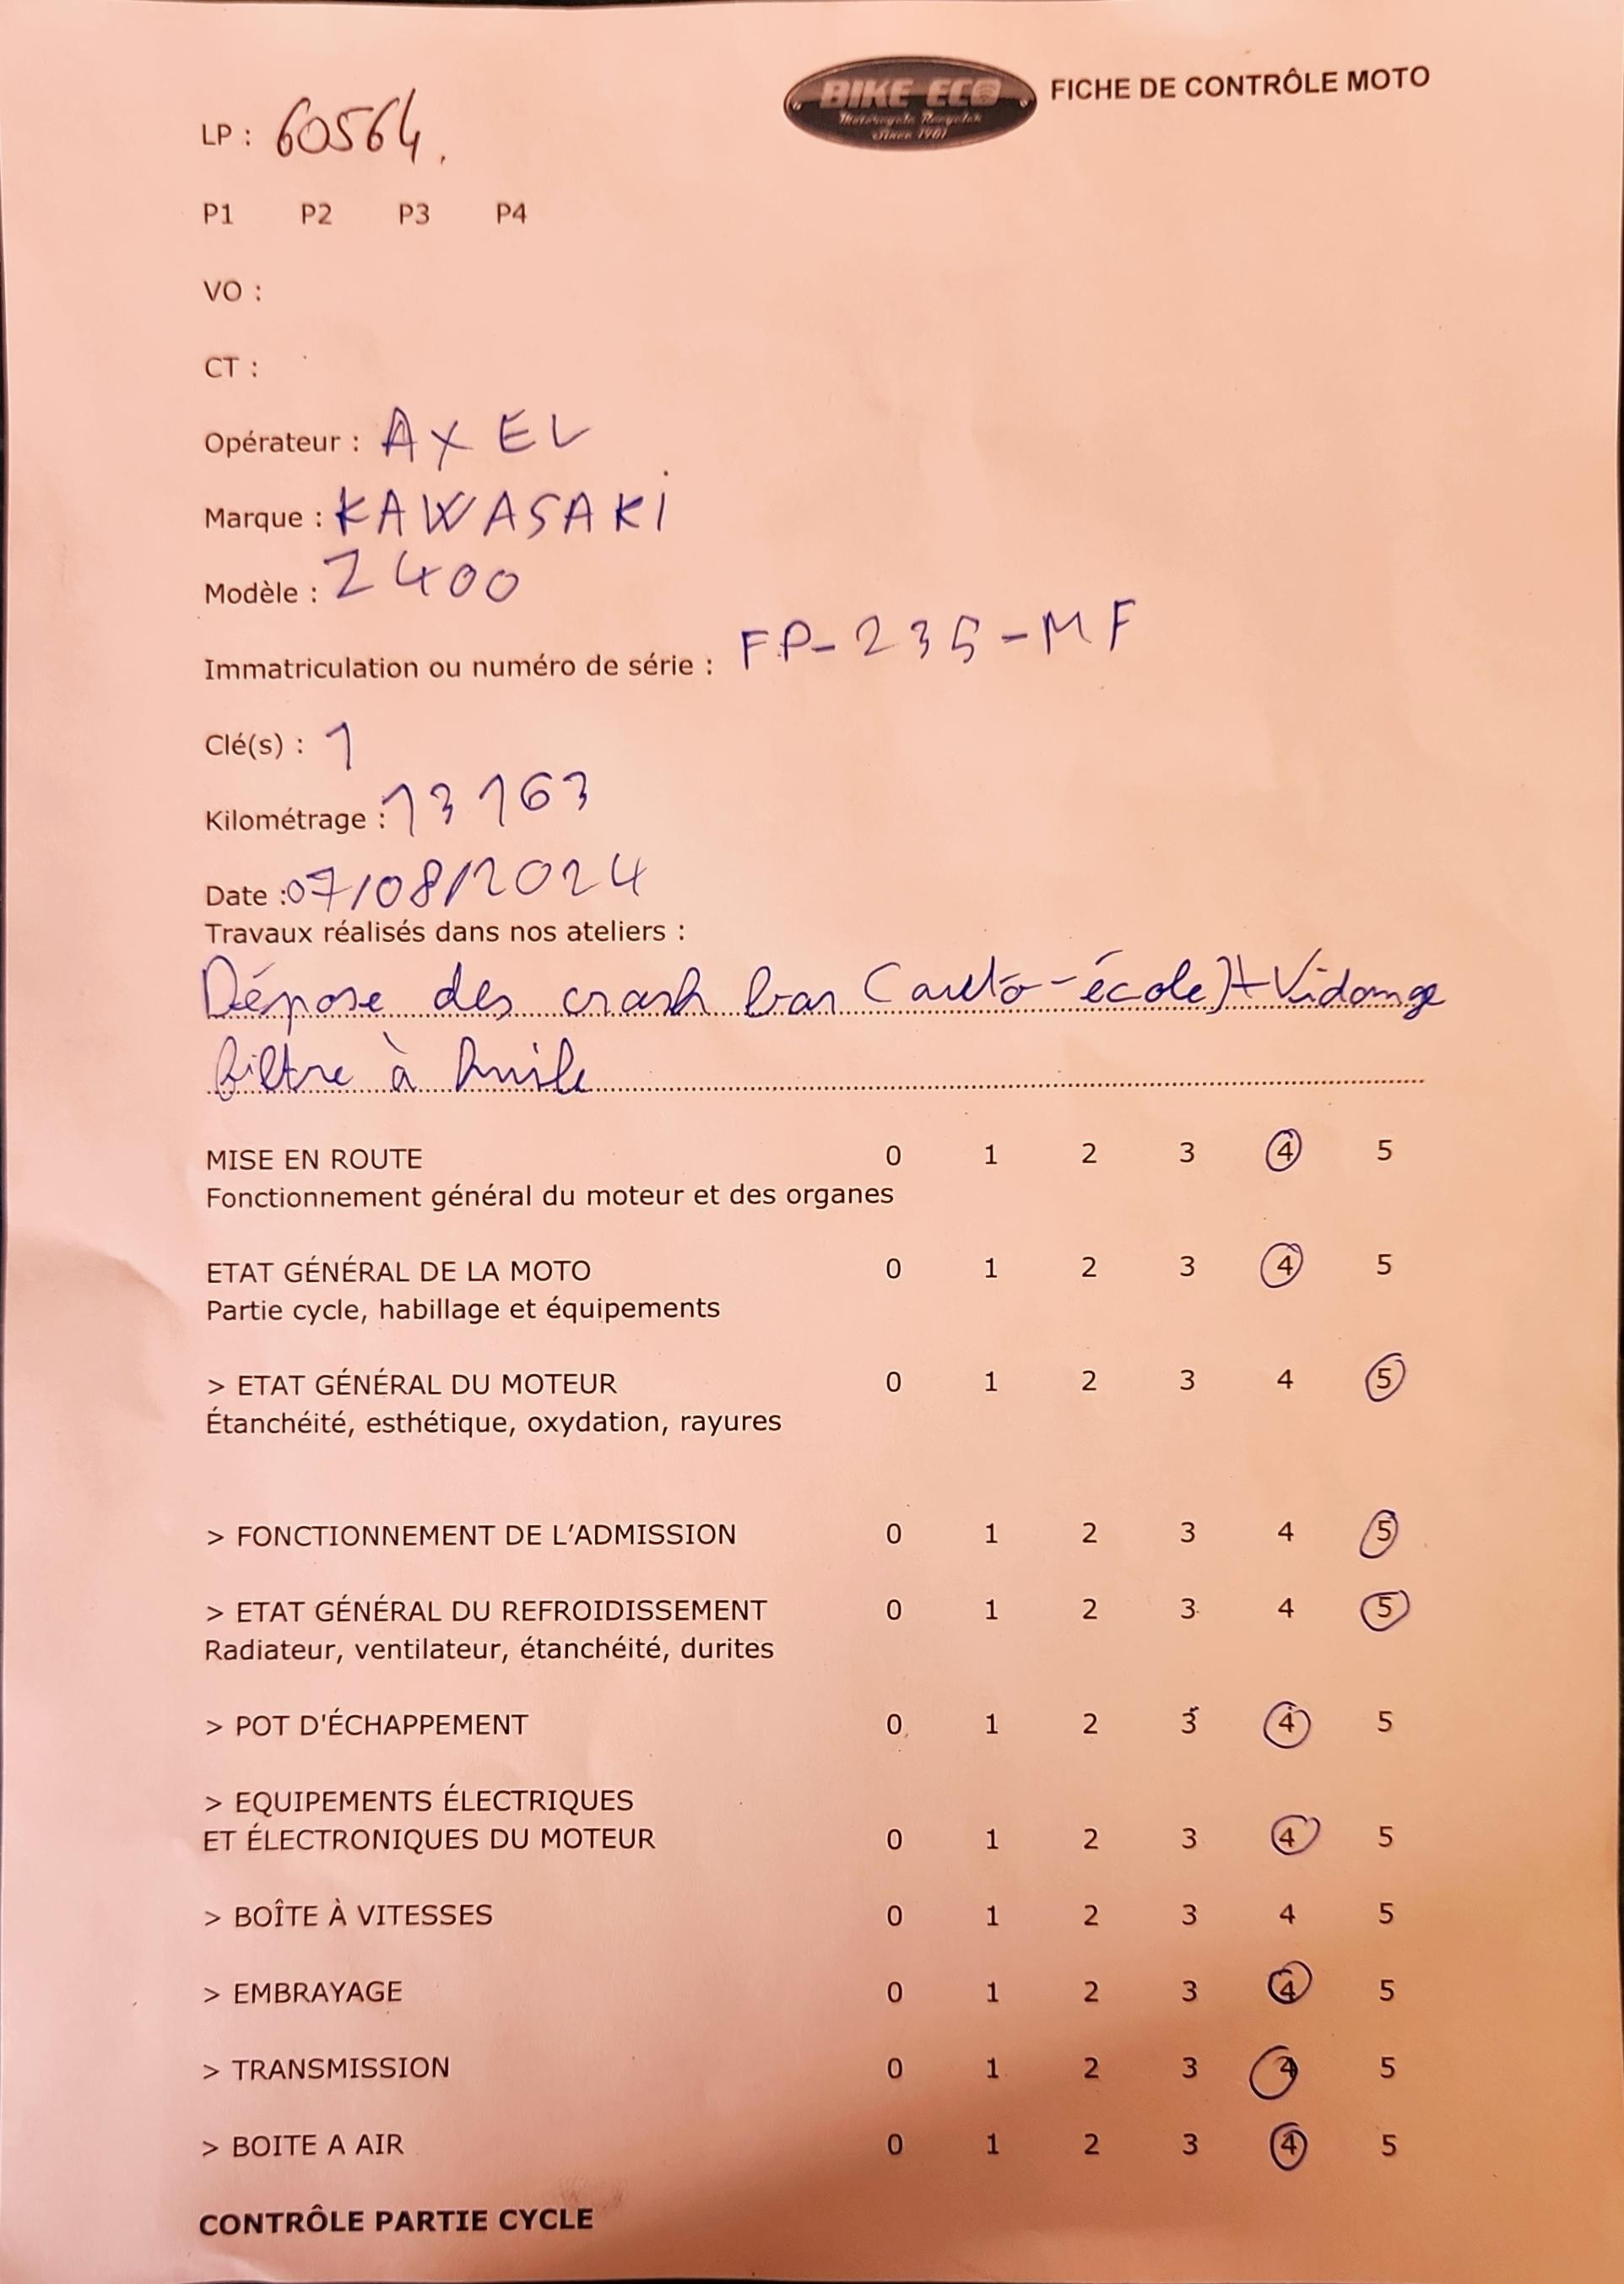 BIKE ECO
Motorcycle Recycler
Since 1961
FICHE DE CONTRÔLE MOTO
LP : 60564.
P1 P2 P3 P4
VO :
CT :
Opérateur : AXEL
Marque : KAWASAKi
Modèle : Z400
Immatriculation ou numéro de série : FP-235-MF
Clé(s) : 1
Kilométrage : 13163
Date : 07/08/2024
Travaux réalisés dans nos ateliers :
Dépose des crash bar (auto-école) + Vidange
filtre à huile
MISE EN ROUTE 0 1 2 3 4 5
Fonctionnement général du moteur et des organes
ETAT GÉNÉRAL DE LA MOTO 0 1 2 3 4 5
Partie cycle, habillage et équipements
> ETAT GÉNÉRAL DU MOTEUR 0 1 2 3 4 5
Étanchéité, esthétique, oxydation, rayures
> FONCTIONNEMENT DE L'ADMISSION 0 1 2 3 4 5
> ETAT GÉNÉRAL DU REFROIDISSEMENT 0 1 2 3 4 5
Radiateur, ventilateur, étanchéité, durites
> POT D'ÉCHAPPEMENT 0 1 2 3 4 5
> EQUIPEMENTS ÉLECTRIQUES
ET ÉLECTRONIQUES DU MOTEUR 0 1 2 3 4 5
> BOÎTE À VITESSES 0 1 2 3 4 5
> EMBRAYAGE 0 1 2 3 4 5
> TRANSMISSION 0 1 2 3 4 5
> BOITE A AIR 0 1 2 3 4 5
CONTRÔLE PARTIE CYCLE